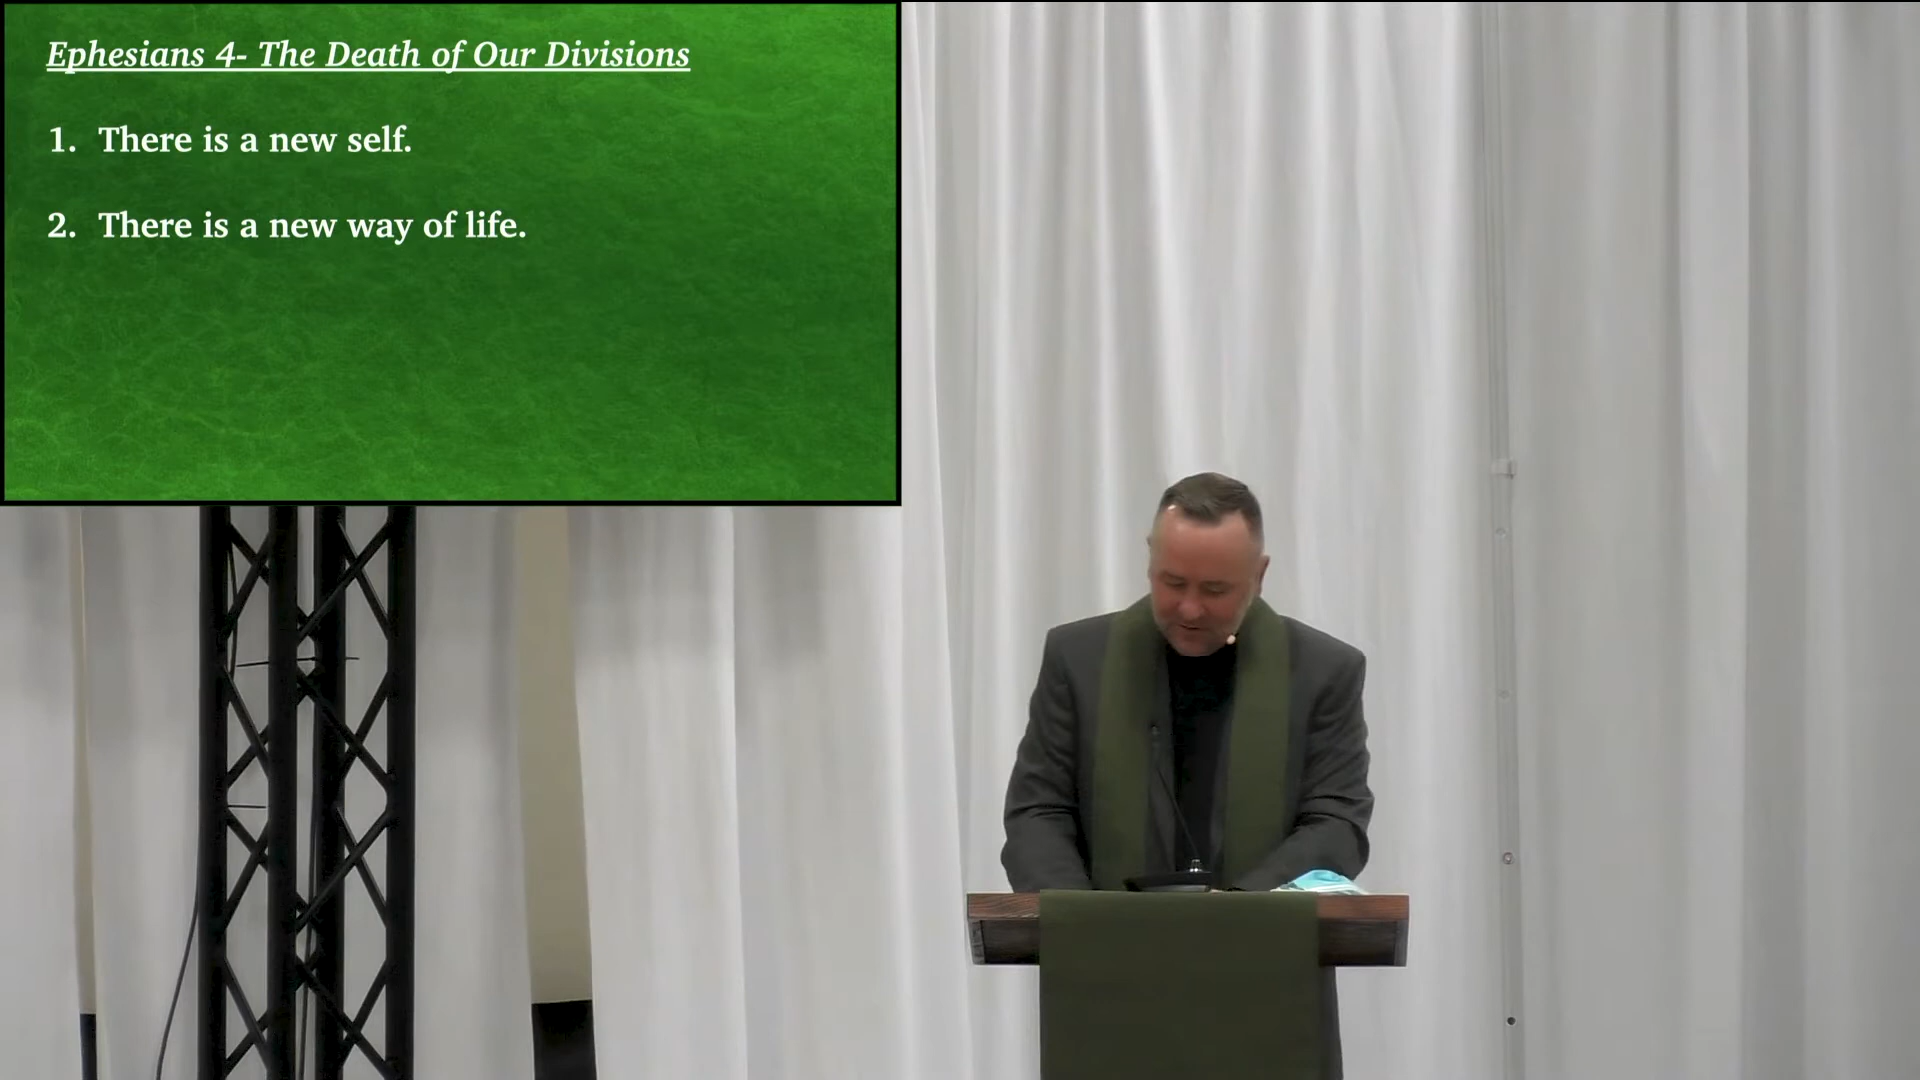 Ephesians 4- The Death of Our Divisions
1. There is a new self.
2. There is a new way of life.